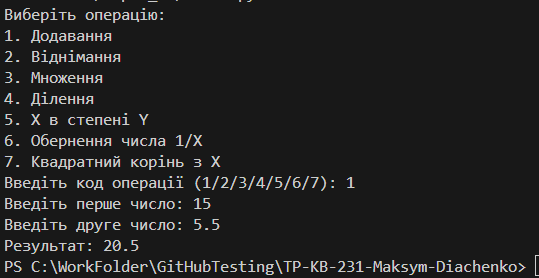 Виберіть операцію:
1. Додавання
2. Віднімання
3. Множення
4. Ділення
5. X в степені Y
6. Обернення числа 1/X
7. Квадратний корінь з X
Введіть код операції (1/2/3/4/5/6/7): 1
Введіть перше число: 15
Введіть друге число: 5.5
Результат: 20.5
PS C:\WorkFolder\GitHubTesting\TP-KB-231-Maksym-Diachenko>